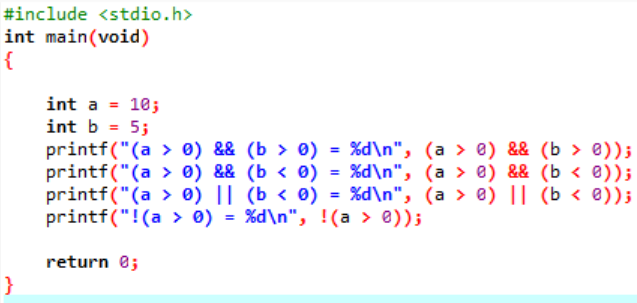 #include <stdio.h>
int main(void)
{
int a = 10;
int b = 5;
printf("(a > 0) && (b > 0) = %d\n", (a > 0) && (b > 0));
printf("(a > 0) && (b < 0) = %d\n", (a > 0) && (b < 0));
printf("(a > 0) || (b < 0) = %d\n", (a > 0) || (b < 0));
printf("!(a > 0) = %d\n", !(a > 0));
return 0;
}